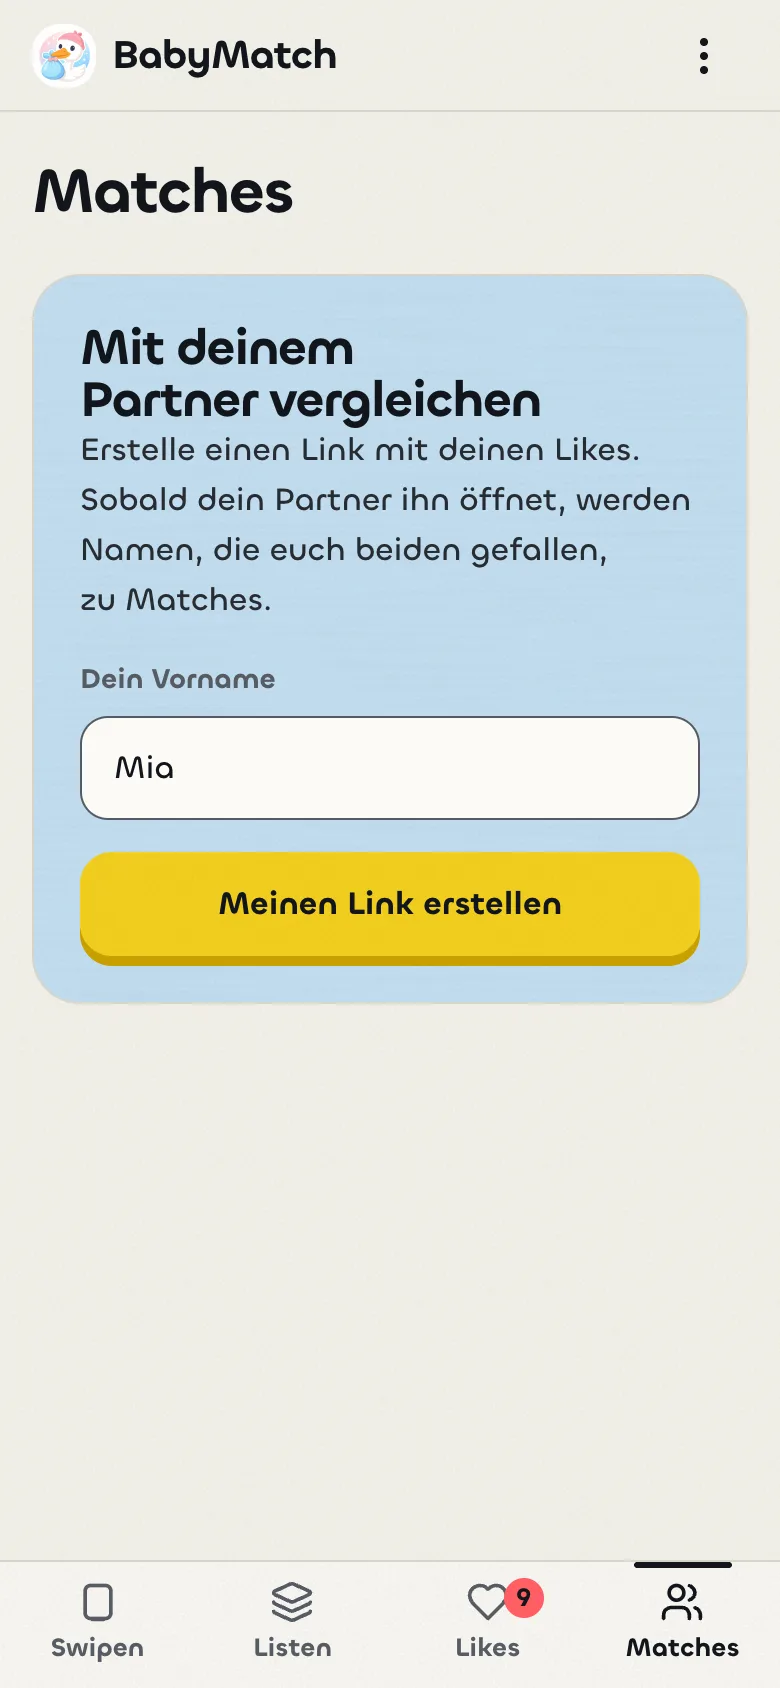 BabyMatch
Matches
Mit deinem
Partner vergleichen
Erstelle einen Link mit deinen Likes.
Sobald dein Partner ihn öffnet, werden
Namen, die euch beiden gefallen,
zu Matches.
Dein Vorname
Mia
Meinen Link erstellen
9
Swipen Listen Likes Matches